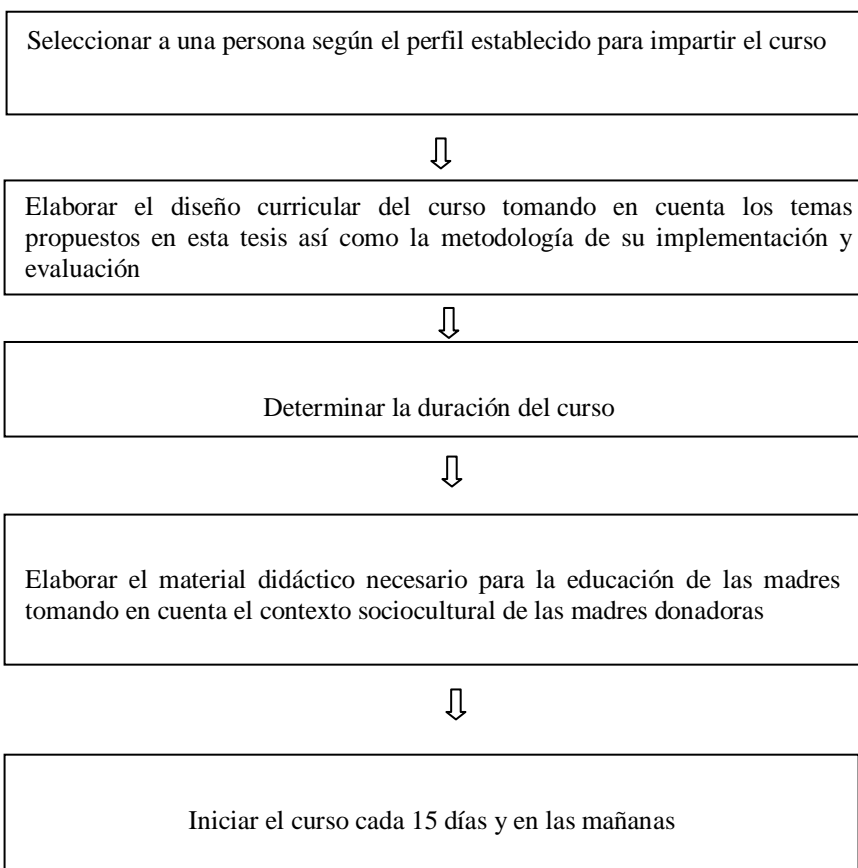 Seleccionar a una persona según el perfil establecido para impartir el curso
Elaborar el diseño curricular del curso tomando en cuenta los temas
propuestos en esta tesis así como la metodología de su implementación y
evaluación
Determinar la duración del curso
Elaborar el material didáctico necesario para la educación de las madres
tomando en cuenta el contexto sociocultural de las madres donadoras
Iniciar el curso cada 15 días y en las mañanas